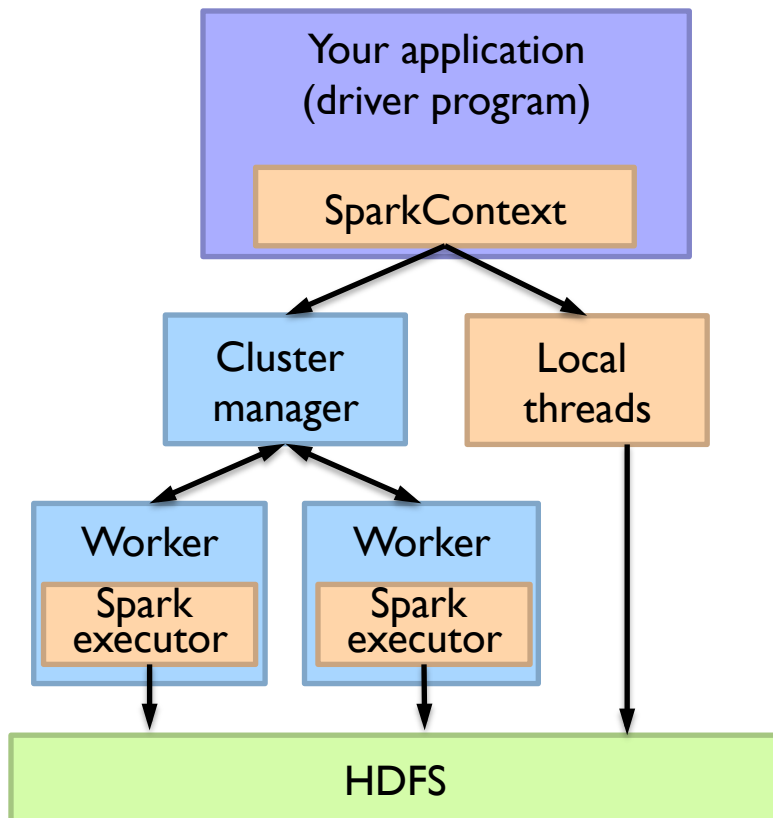 Your application
(driver program)
SparkContext
Cluster
manager
Local
threads
Worker
Spark
executor
Worker
Spark
executor
HDFS